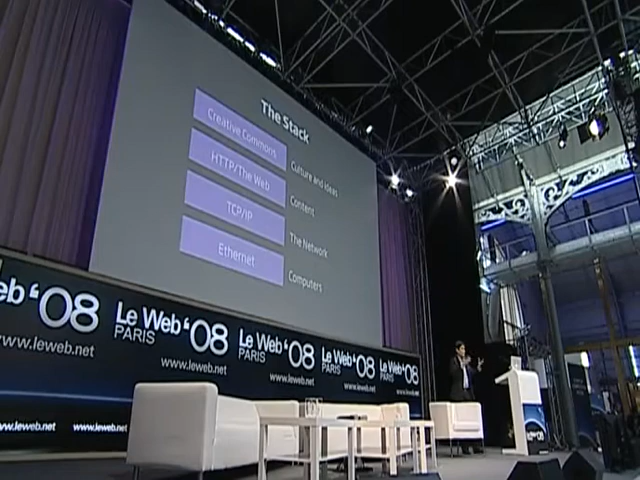 The Stack
Creative Commons
Culture and ideas
HTTP/The Web
Content
TCP/IP
The Network
Ethernet
Computers
eb '08
www.leweb.net
Le Web '08
PARIS
www.leweb.net
Le Web '08
PARIS
www.leweb.net
Le Web '08
PARIS
www.leweb.net
Le Web '08
PARIS
www.leweb.net
www.leweb.net
'08